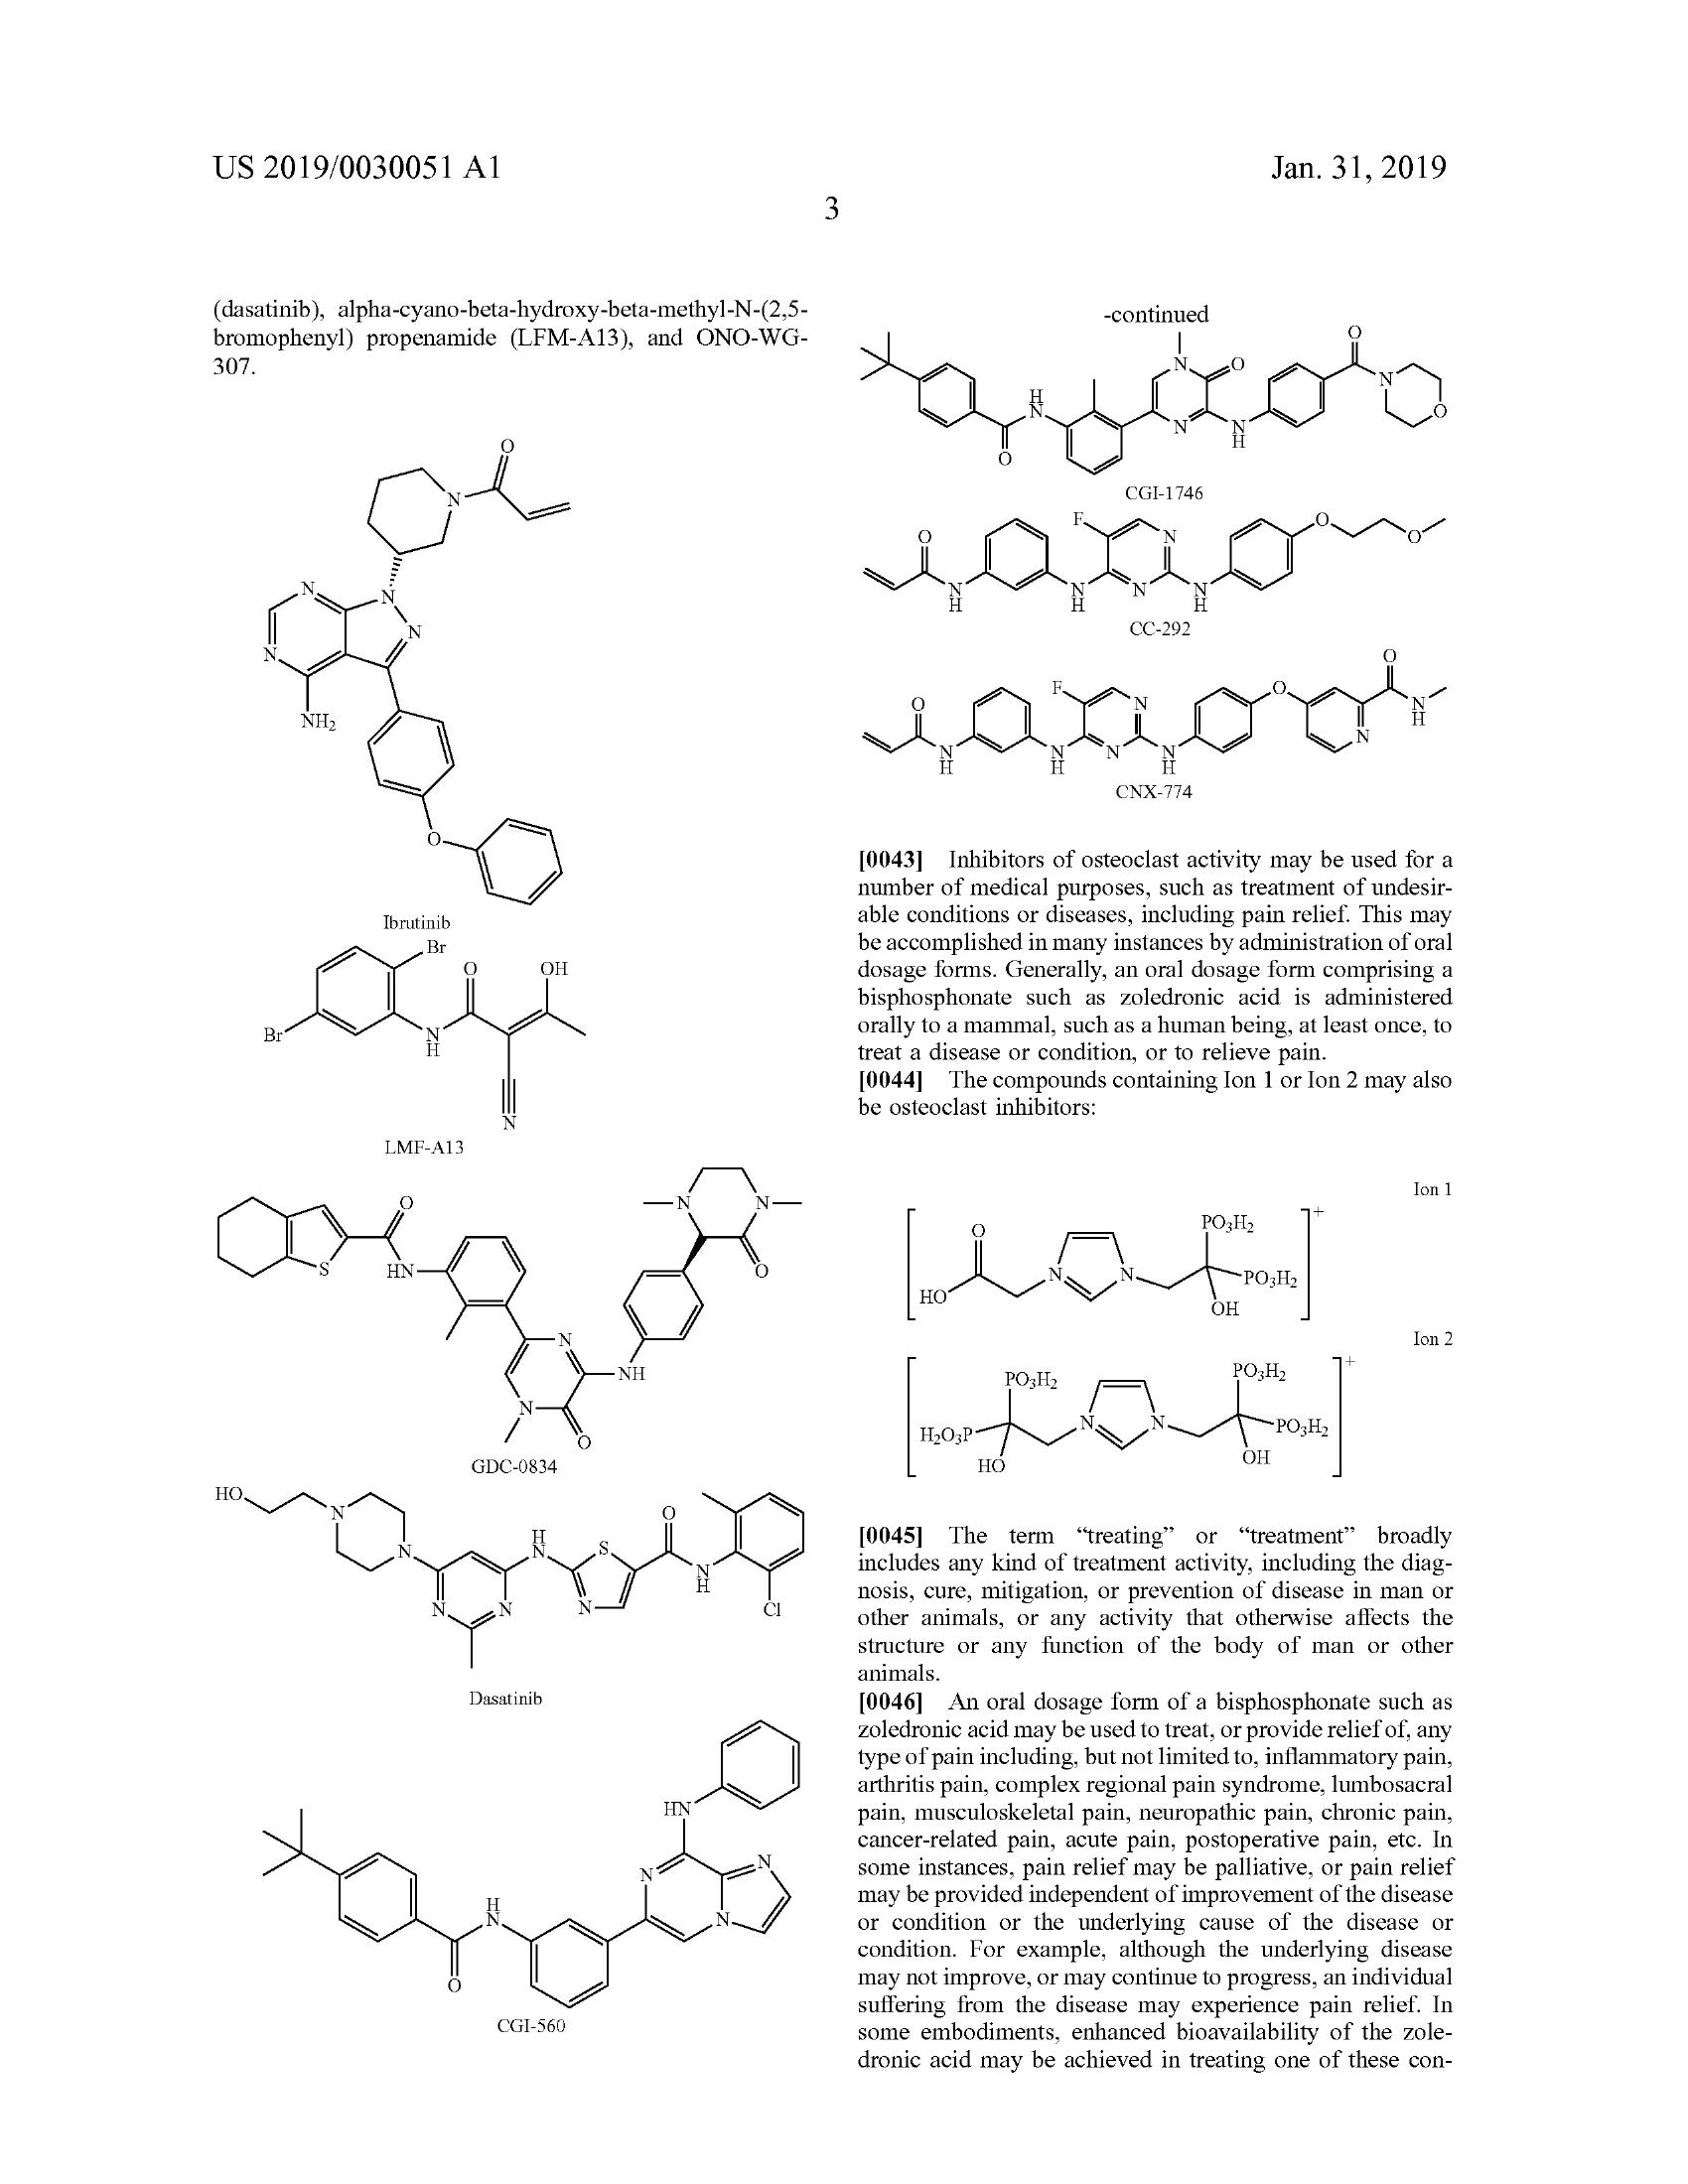 US 2019/0030051 A1
Jan. 31, 2019
3
(dasatinib), alpha-cyano-beta-hydroxy-beta-methyl-N-(2,5-
bromophenyl) propenamide (LFM-A13), and ONO-WG-
307.
O
N
N
N
N
N
NH2
O
Ibrutinib
Br
O
OH
Br
N
H
N
LMF-A13
O
N
N
S
HN
O
N
NH
N
O
GDC-0834
HO
N
H
N
S
O
N
N
H
N
N
N
Cl
Dasatinib
HN
N
N
H
N
N
O
CGI-560
-continued
O
N
O
N
H
N
O
N
N
H
O
CGI-1746
F
N
O
O
O
N
H
N
H
N
N
H
CC-292
O
F
N
O
O
N
H
N
N
H
N
H
N
N
H
CNX-774
[0043] Inhibitors of osteoclast activity may be used for a
number of medical purposes, such as treatment of undesir-
able conditions or diseases, including pain relief. This may
be accomplished in many instances by administration of oral
dosage forms. Generally, an oral dosage form comprising a
bisphosphonate such as zoledronic acid is administered
orally to a mammal, such as a human being, at least once, to
treat a disease or condition, or to relieve pain.
[0044] The compounds containing Ion 1 or Ion 2 may also
be osteoclast inhibitors:
Ion 1
+
PO3H2
O
N
N
PO3H2
HO
OH
Ion 2
+
PO3H2
PO3H2
H2O3P
N
N
PO3H2
HO
OH
[0045] The term “treating” or “treatment” broadly
includes any kind of treatment activity, including the diag-
nosis, cure, mitigation, or prevention of disease in man or
other animals, or any activity that otherwise affects the
structure or any function of the body of man or other
animals.
[0046] An oral dosage form of a bisphosphonate such as
zoledronic acid may be used to treat, or provide relief of, any
type of pain including, but not limited to, inflammatory pain,
arthritis pain, complex regional pain syndrome, lumbosacral
pain, musculoskeletal pain, neuropathic pain, chronic pain,
cancer-related pain, acute pain, postoperative pain, etc. In
some instances, pain relief may be palliative, or pain relief
may be provided independent of improvement of the disease
or condition or the underlying cause of the disease or
condition. For example, although the underlying disease
may not improve, or may continue to progress, an individual
suffering from the disease may experience pain relief. In
some embodiments, enhanced bioavailability of the zole-
dronic acid may be achieved in treating one of these con-